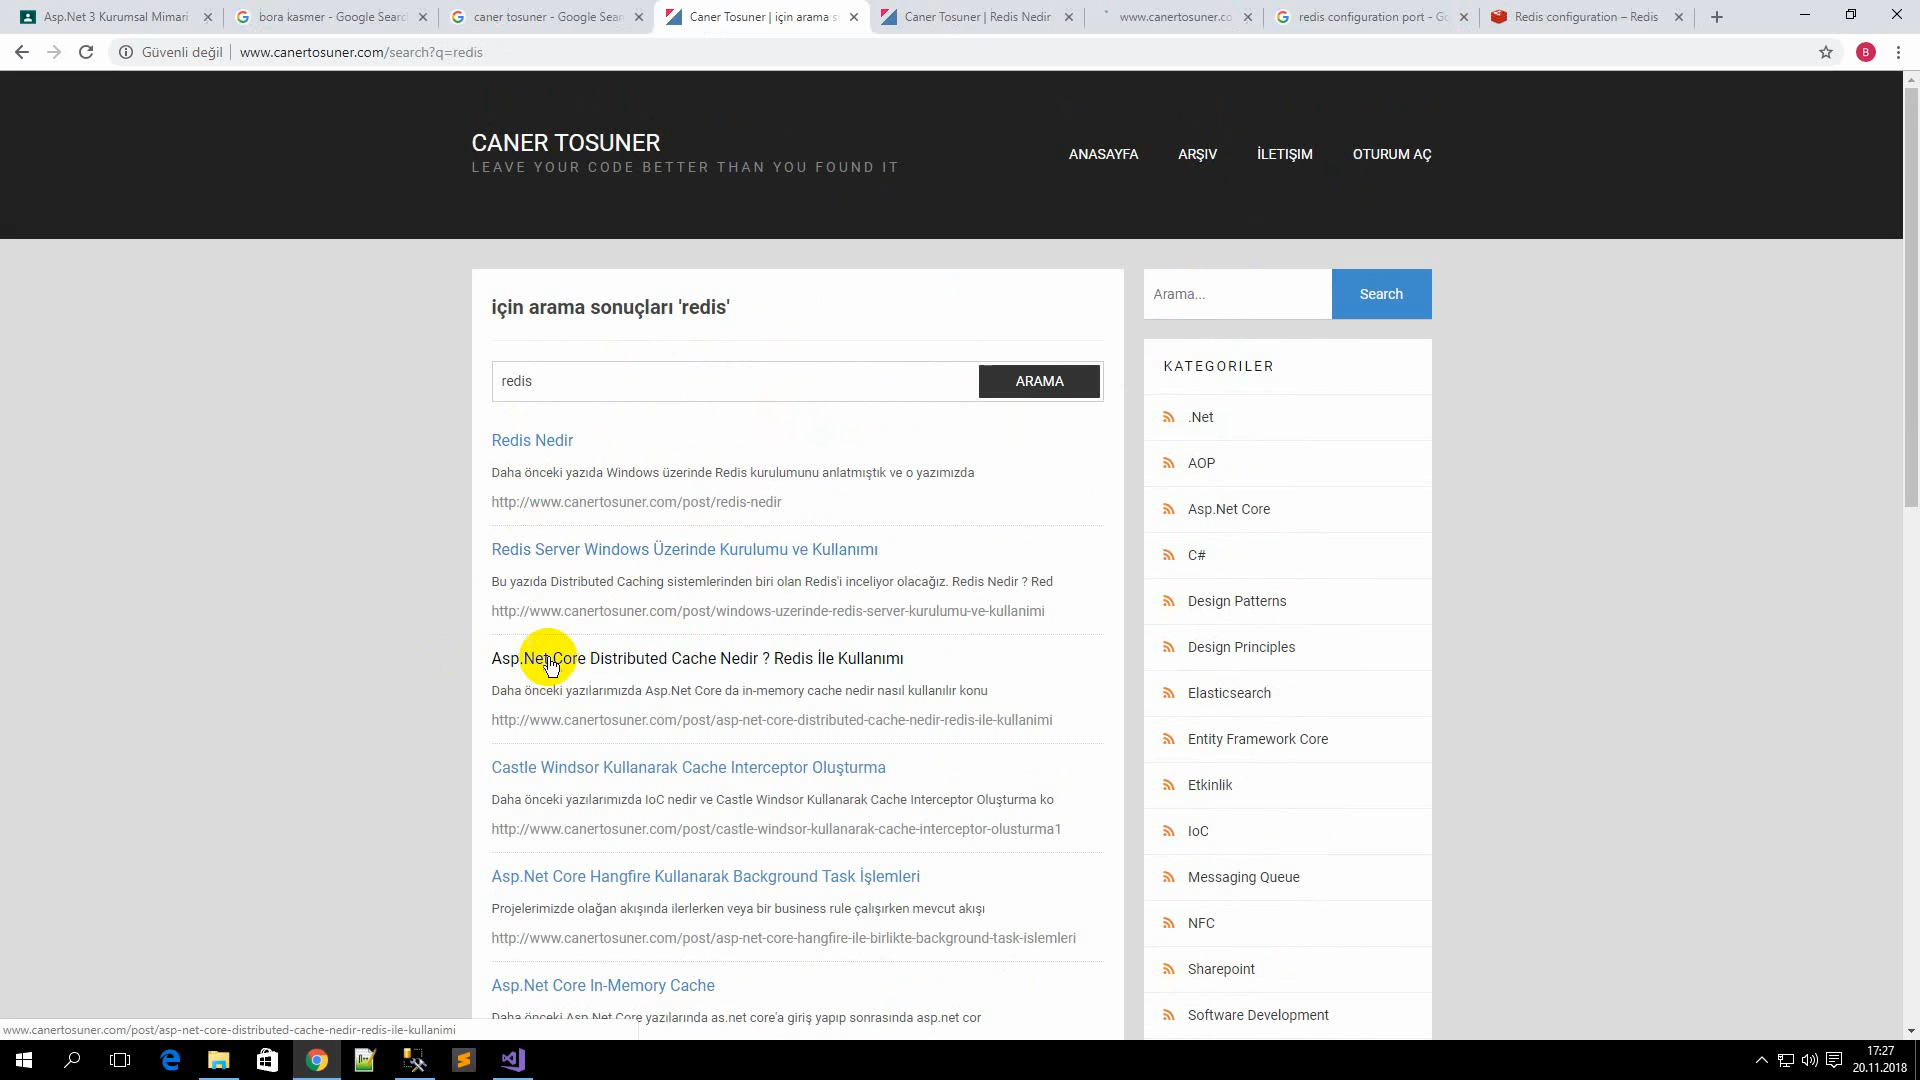 Asp.Net 3 Kurumsal Mimari
bora kasmer - Google Searc
caner tosuner - Google Sear
Caner Tosuner | için arama s
Caner Tosuner | Redis Nedir
www.canertosuner.co
redis configuration port - Go
Redis configuration – Redis
Güvenli değil
www.canertosuner.com/search?q=redis
B
CANER TOSUNER
LEAVE YOUR CODE BETTER THAN YOU FOUND IT
ANASAYFA
ARŞIV
İLETIŞIM
OTURUM AÇ
için arama sonuçları 'redis'
redis
ARAMA
Redis Nedir
Daha önceki yazıda Windows üzerinde Redis kurulumunu anlatmıştık ve o yazımızda
http://www.canertosuner.com/post/redis-nedir
Redis Server Windows Üzerinde Kurulumu ve Kullanımı
Bu yazıda Distributed Caching sistemlerinden biri olan Redis'i inceliyor olacağız. Redis Nedir ? Red
http://www.canertosuner.com/post/windows-uzerinde-redis-server-kurulumu-ve-kullanimi
Asp.Net Core Distributed Cache Nedir ? Redis İle Kullanımı
Daha önceki yazılarımızda Asp.Net Core da in-memory cache nedir nasıl kullanılır konu
http://www.canertosuner.com/post/asp-net-core-distributed-cache-nedir-redis-ile-kullanimi
Castle Windsor Kullanarak Cache Interceptor Oluşturma
Daha önceki yazılarımızda IoC nedir ve Castle Windsor Kullanarak Cache Interceptor Oluşturma ko
http://www.canertosuner.com/post/castle-windsor-kullanarak-cache-interceptor-olusturma1
Asp.Net Core Hangfire Kullanarak Background Task İşlemleri
Projelerimizde olağan akışında ilerlerken veya bir business rule çalışırken mevcut akışı
http://www.canertosuner.com/post/asp-net-core-hangfire-ile-birlikte-background-task-islemleri
Asp.Net Core In-Memory Cache
Daha önceki Asp.Net Core yazılarında as.net core'a giriş yapıp sonrasında asp.net cor
Arama...
Search
KATEGORILER
.Net
AOP
Asp.Net Core
C#
Design Patterns
Design Principles
Elasticsearch
Entity Framework Core
Etkinlik
IoC
Messaging Queue
NFC
Sharepoint
Software Development
www.canertosuner.com/post/asp-net-core-distributed-cache-nedir-redis-ile-kullanimi
17:27
20.11.2018